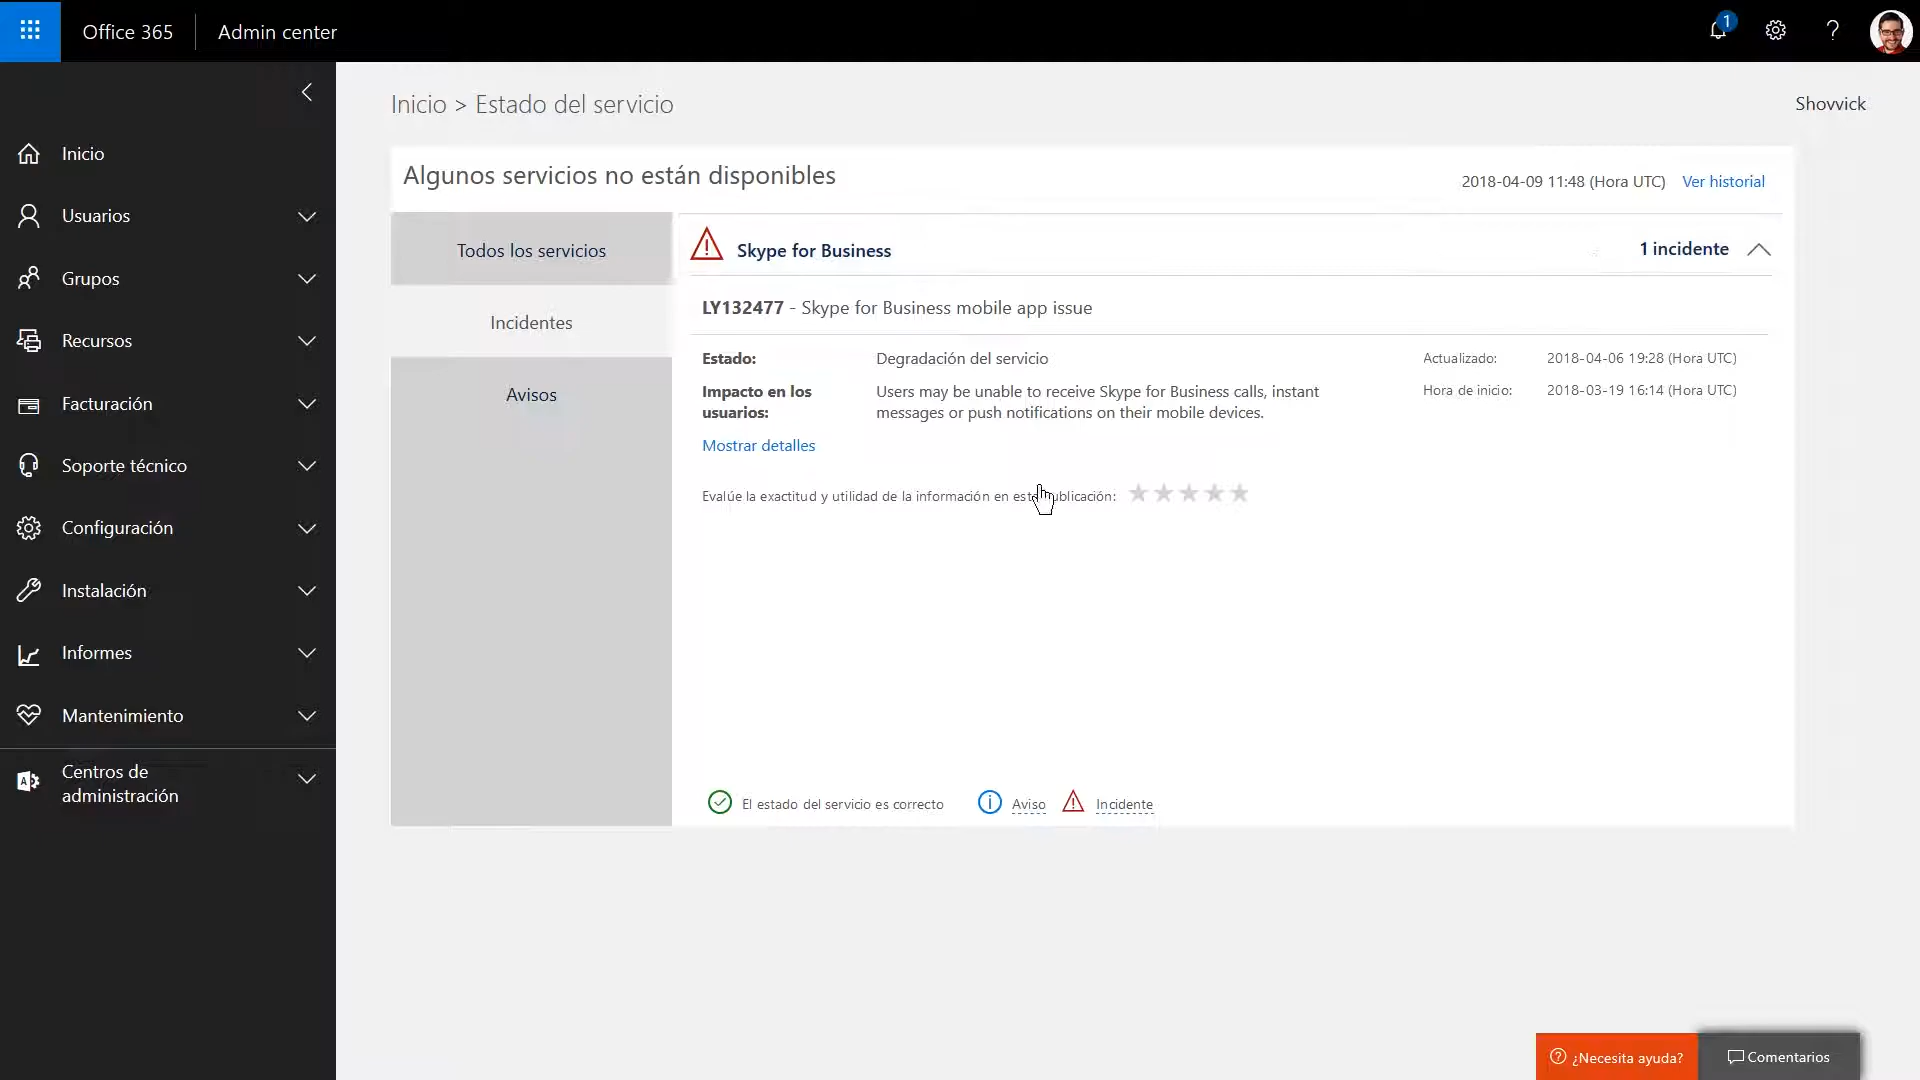 Office 365
Admin center
1
Inicio > Estado del servicio
Shovvick
Inicio
Usuarios
Grupos
Recursos
Facturación
Soporte técnico
Configuración
Instalación
Informes
Mantenimiento
Centros de
administración
Algunos servicios no están disponibles
2018-04-09 11:48 (Hora UTC) Ver historial
Todos los servicios
Incidentes
Avisos
Skype for Business
1 incidente
LY132477 - Skype for Business mobile app issue
Estado: Degradación del servicio
Actualizado: 2018-04-06 19:28 (Hora UTC)
Impacto en los
usuarios:
Users may be unable to receive Skype for Business calls, instant
messages or push notifications on their mobile devices.
Hora de inicio: 2018-03-19 16:14 (Hora UTC)
Mostrar detalles
Evalúe la exactitud y utilidad de la información en esta publicación:
El estado del servicio es correcto
Aviso
Incidente
¿Necesita ayuda?
Comentarios